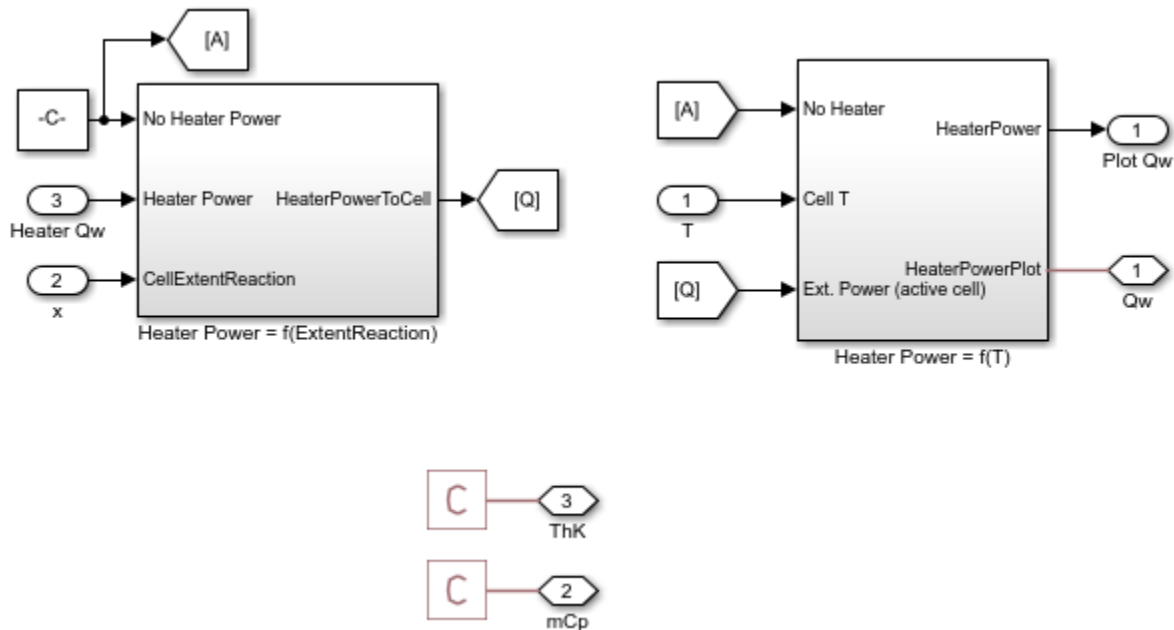 [A]
-C-
No Heater Power
3
Heater Power
HeaterPowerToCell
[Q]
Heater Qw
2
CellExtentReaction
x
Heater Power = f(ExtentReaction)
[A]
No Heater
HeaterPower
1
Plot Qw
1
Cell T
T
HeaterPowerPlot
1
[Q]
Ext. Power (active cell)
Qw
Heater Power = f(T)
C
3
ThK
C
2
mCp